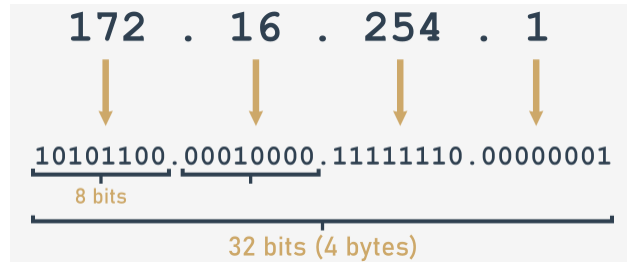 172 . 16 . 254 . 1
10101100.00010000.11111110.00000001
8 bits
32 bits (4 bytes)